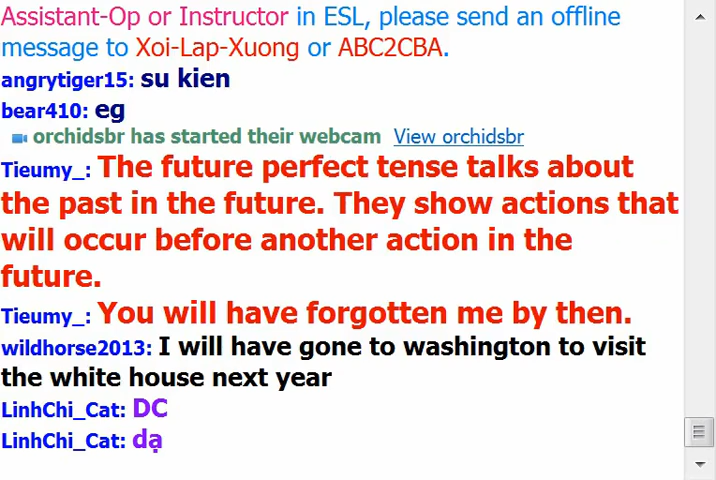 Assistant-Op or Instructor in ESL, please send an offline
message to Xoi-Lap-Xuong or ABC2CBA.
angrytiger15: su kien
bear410: eg
orchidsbr has started their webcam View orchidsbr
Tieumy_: The future perfect tense talks about
the past in the future. They show actions that
will occur before another action in the
future.
Tieumy_: You will have forgotten me by then.
wildhorse2013: I will have gone to washington to visit
the white house next year
LinhChi_Cat: DC
LinhChi_Cat: dạ